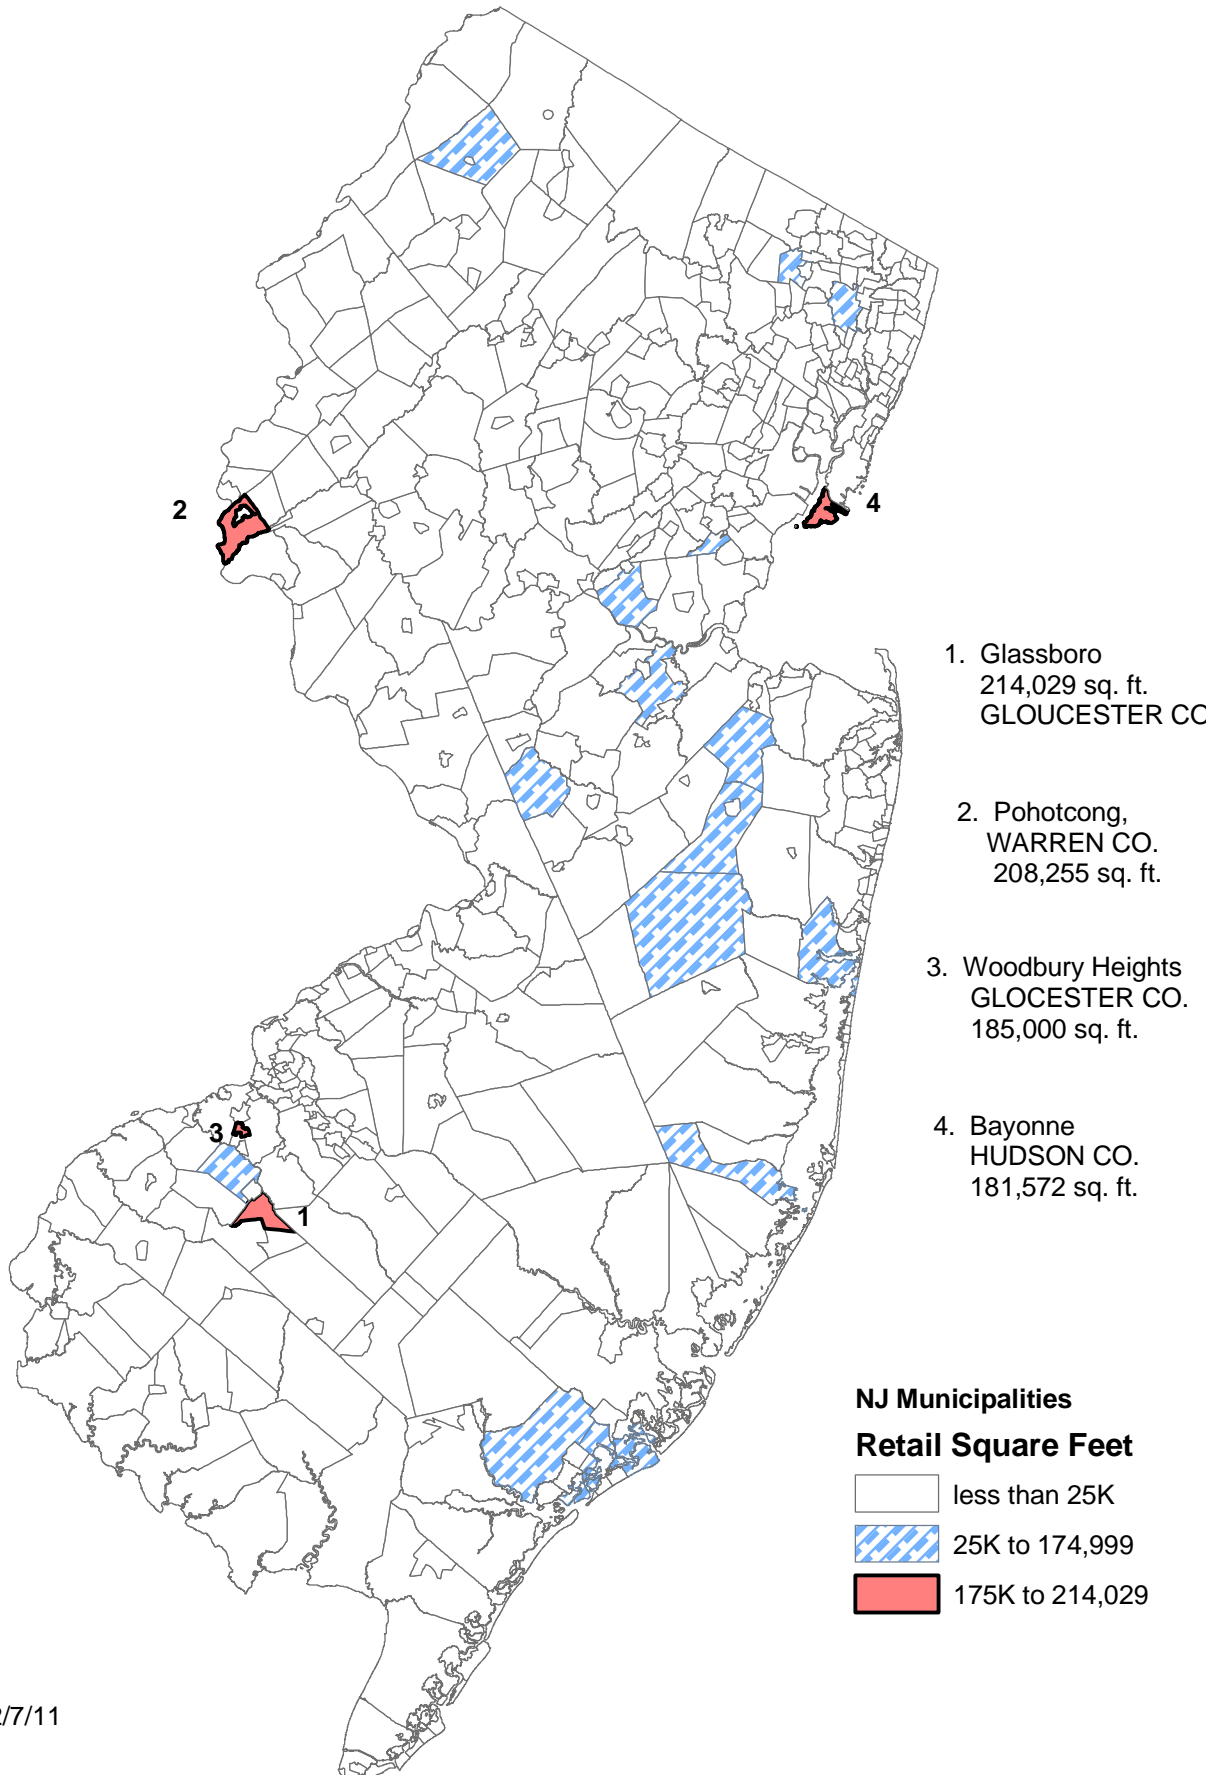 2
4
1. Glassboro
214,029 sq. ft.
GLOUCESTER CO
2. Pohotcong,
WARREN CO.
208,255 sq. ft.
3. Woodbury Heights
GLOCESTER CO.
185,000 sq. ft.
3
4. Bayonne
HUDSON CO.
181,572 sq. ft.
1
NJ Municipalities
Retail Square Feet
less than 25K
25K to 174,999
175K to 214,029
/7/11